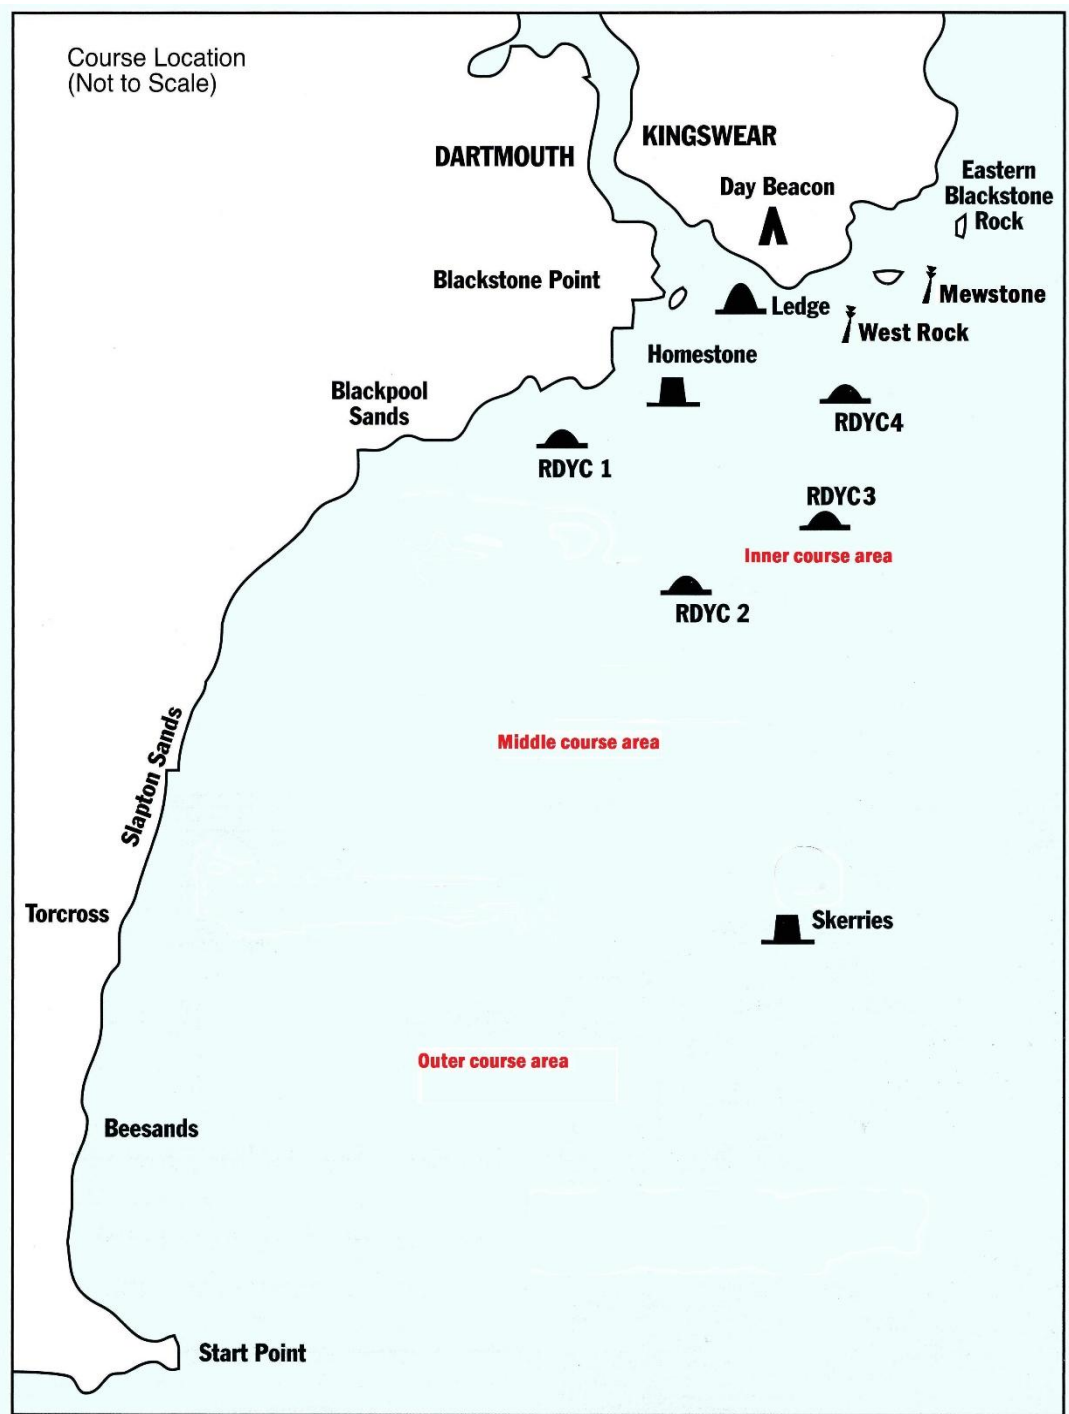 Course Location
(Not to Scale)
KINGSWEAR
DARTMOUTH
Day Beacon
Eastern
Blackstone
Rock
Blackstone Point
Mewstone
Ledge
West Rock
Homestone
Blackpool
Sands
RDYC4
RDYC 1
RDYC3
Inner course area
RDYC 2
Middle course area
Slapton Sands
Torcross
Skerries
Outer course area
Beesands
Start Point